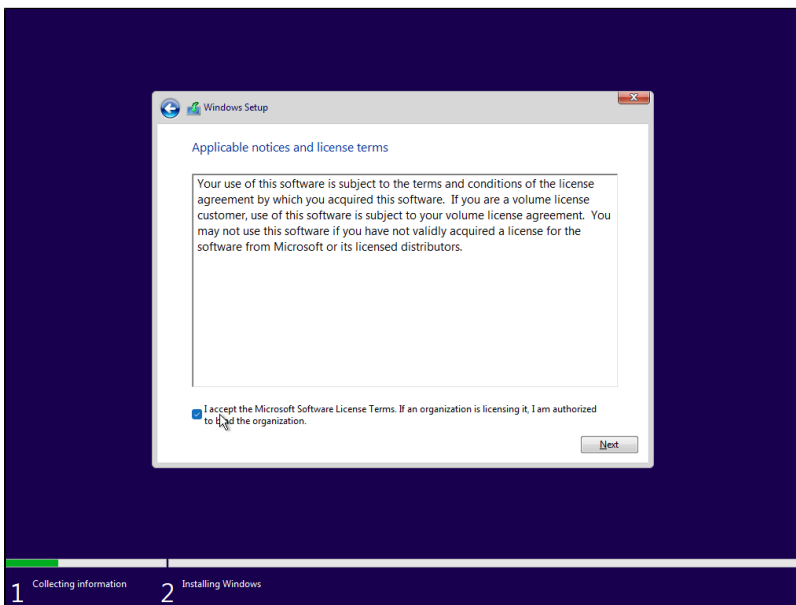 Windows Setup
Applicable notices and license terms
Your use of this software is subject to the terms and conditions of the license
agreement by which you acquired this software. If you are a volume license
customer, use of this software is subject to your volume license agreement. You
may not use this software if you have not validly acquired a license for the
software from Microsoft or its licensed distributors.
I accept the Microsoft Software License Terms. If an organization is licensing it, I am authorized
to bind the organization.
Next
1 Collecting information
2 Installing Windows